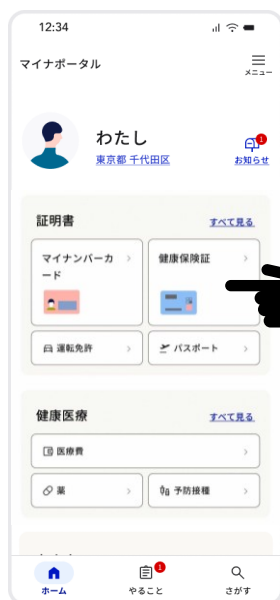 12:34
マイナポータル
メニュー
わたし
1
東京都 千代田区
お知らせ
証明書
すべて見る
マイナンバーカ
ード
健康保険証
運転免許
パスポート
健康医療
すべて見る
医療費
薬
予防接種
1
ホーム
やること
さがす